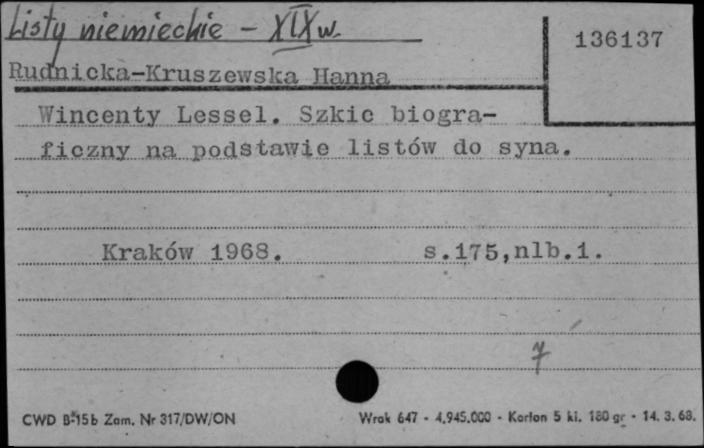 Listy niemieckie - XIX w.
136137
Rudnicka-Kruszewska Hanna
Wincenty Lessel. Szkic biogra-
ficzny na podstawie listów do syna.
Kraków 1968. s.175,nlb.1.
7
CWD B-15b Zam. Nr 317/DW/ON Wrak 647 - 4.945.000 - Karton 5 kl. 180 gr - 14. 3. 68.